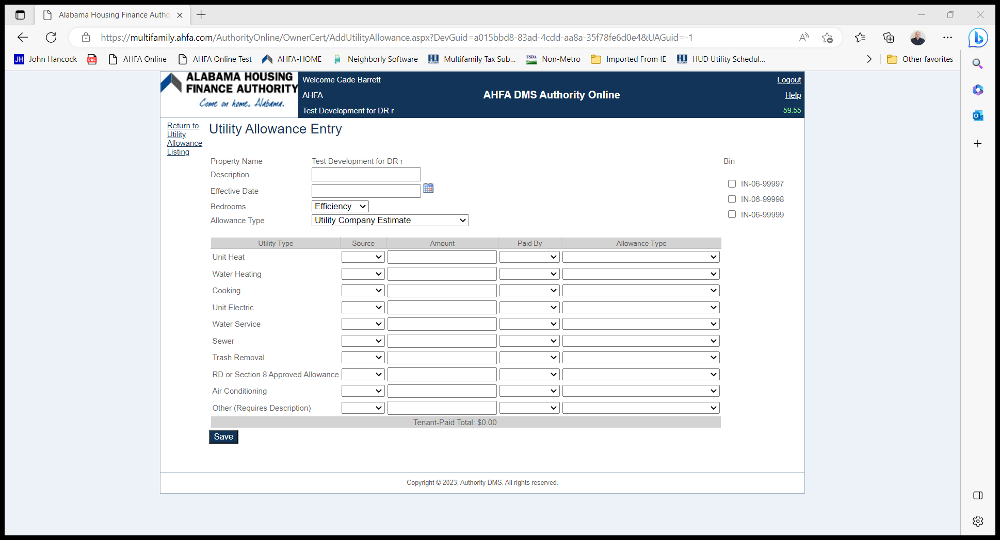 Alabama Housing Finance Autho
https://multifamily.ahfa.com/AuthorityOnline/OwnerCert/AddUtilityAllowance.aspx?DevGuid=a015bbd8-83ad-4cdd-aa8a-35f78fe6d0e4&UAGuid=-1
JH John Hancock PDF AHFA Online AHFA Online Test AHFA-HOME Neighborly Software Multifamily Tax Sub... USDA Non-Metro Imported From IE HUD Utility Schedul... Other favorites
ALABAMA HOUSING
FINANCE AUTHORITY
Come on home, Alabama.
Welcome Cade Barrett
Logout
AHFA
AHFA DMS Authority Online
Help
Test Development for DR r
59:55
Return to
Utility
Allowance
Listing
Utility Allowance Entry
Property Name Test Development for DR r Bin
Description
IN-06-99997
Effective Date
IN-06-99998
Bedrooms Efficiency
IN-06-99999
Allowance Type Utility Company Estimate
Utility Type Source Amount Paid By Allowance Type
Unit Heat
Water Heating
Cooking
Unit Electric
Water Service
Sewer
Trash Removal
RD or Section 8 Approved Allowance
Air Conditioning
Other (Requires Description)
Tenant-Paid Total: $0.00
Save
Copyright © 2023, Authority DMS. All rights reserved.